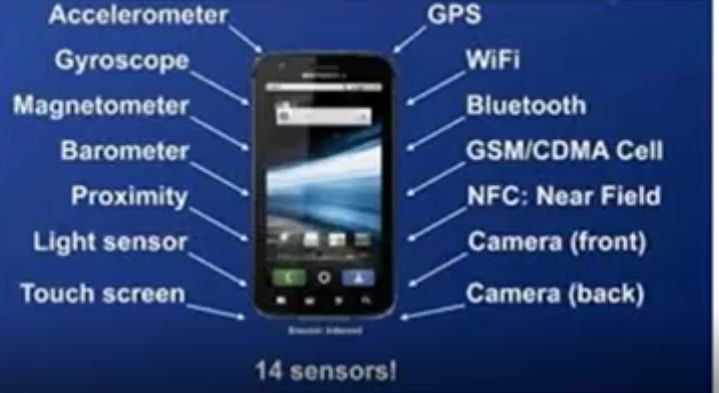 Accelerometer
Gyroscope
Magnetometer
Barometer
Proximity
Light sensor
Touch screen
GPS
WiFi
Bluetooth
GSM/CDMA Cell
NFC: Near Field
Camera (front)
Camera (back)
MOTOROLA
14 sensors!